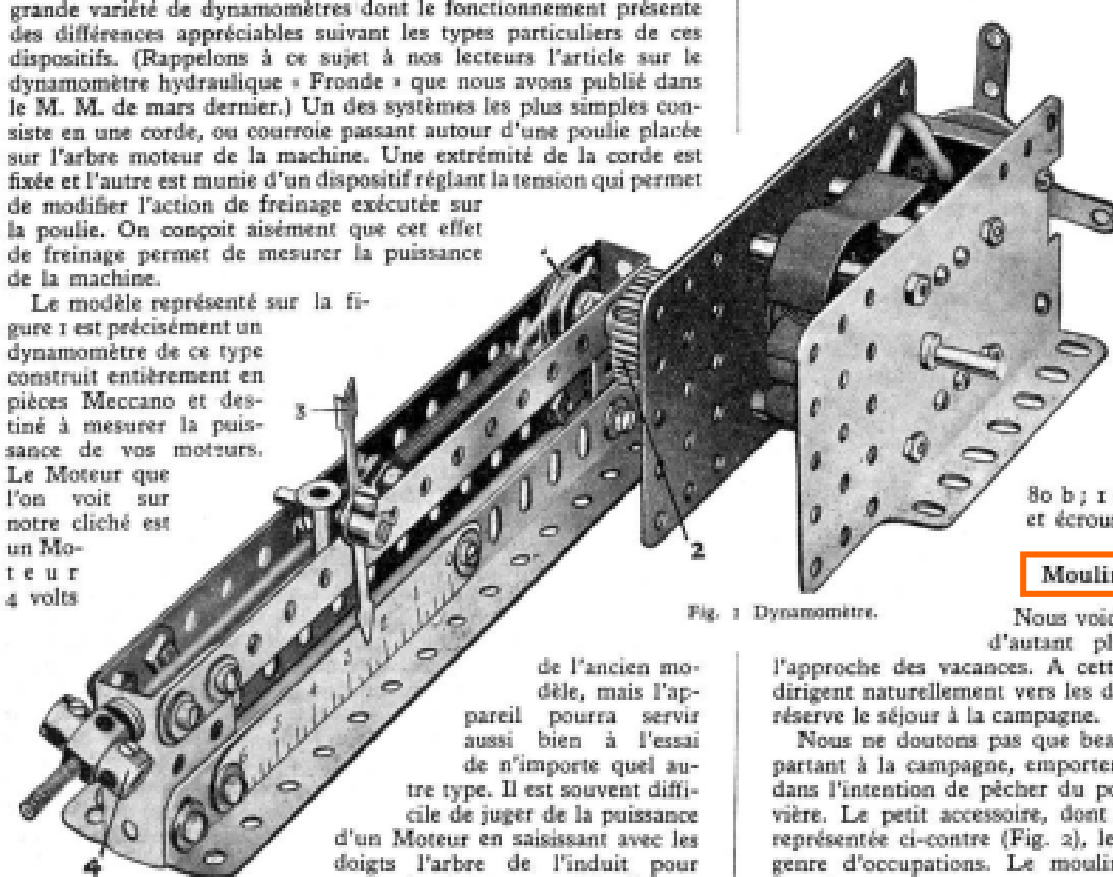 grande variété de dynamomètres dont le fonctionnement présente
des différences appréciables suivant les types particuliers de ces
dispositifs. (Rappelons à ce sujet à nos lecteurs l'article sur le
dynamomètre hydraulique « Fronde » que nous avons publié dans
le M. M. de mars dernier.) Un des systèmes les plus simples con-
siste en une corde, ou courroie passant autour d'une poulie placée
sur l'arbre moteur de la machine. Une extrémité de la corde est
fixée et l'autre est munie d'un dispositif réglant la tension qui permet
de modifier l'action de freinage exécutée sur
la poulie. On conçoit aisément que cet effet
de freinage permet de mesurer la puissance
de la machine.
Le modèle représenté sur la fi-
gure 1 est précisément un
dynamomètre de ce type
construit entièrement en
pièces Meccano et des-
tiné à mesurer la puis-
sance de vos moteurs.
Le Moteur que
l'on voit sur
notre cliché est
un Mo-
teur
4 volts
3
2
4
3
4
5
6
Fig. 1 Dynamomètre.
de l'ancien mo-
dèle, mais l'ap-
pareil pourra servir
aussi bien à l'essai
de n'importe quel au-
tre type. Il est souvent diffi-
cile de juger de la puissance
d'un Moteur en saisissant avec les
doigts l'arbre de l'induit pour
80 b ; 1
et écrou
Moulin
Nous voic
d'autant pl
l'approche des vacances. A cett
dirigent naturellement vers les d
réserve le séjour à la campagne.
Nous ne doutons pas que bea
partant à la campagne, emporte
dans l'intention de pêcher du po
vière. Le petit accessoire, dont
représentée ci-contre (Fig. 2), le
genre d'occupations. Le moulin